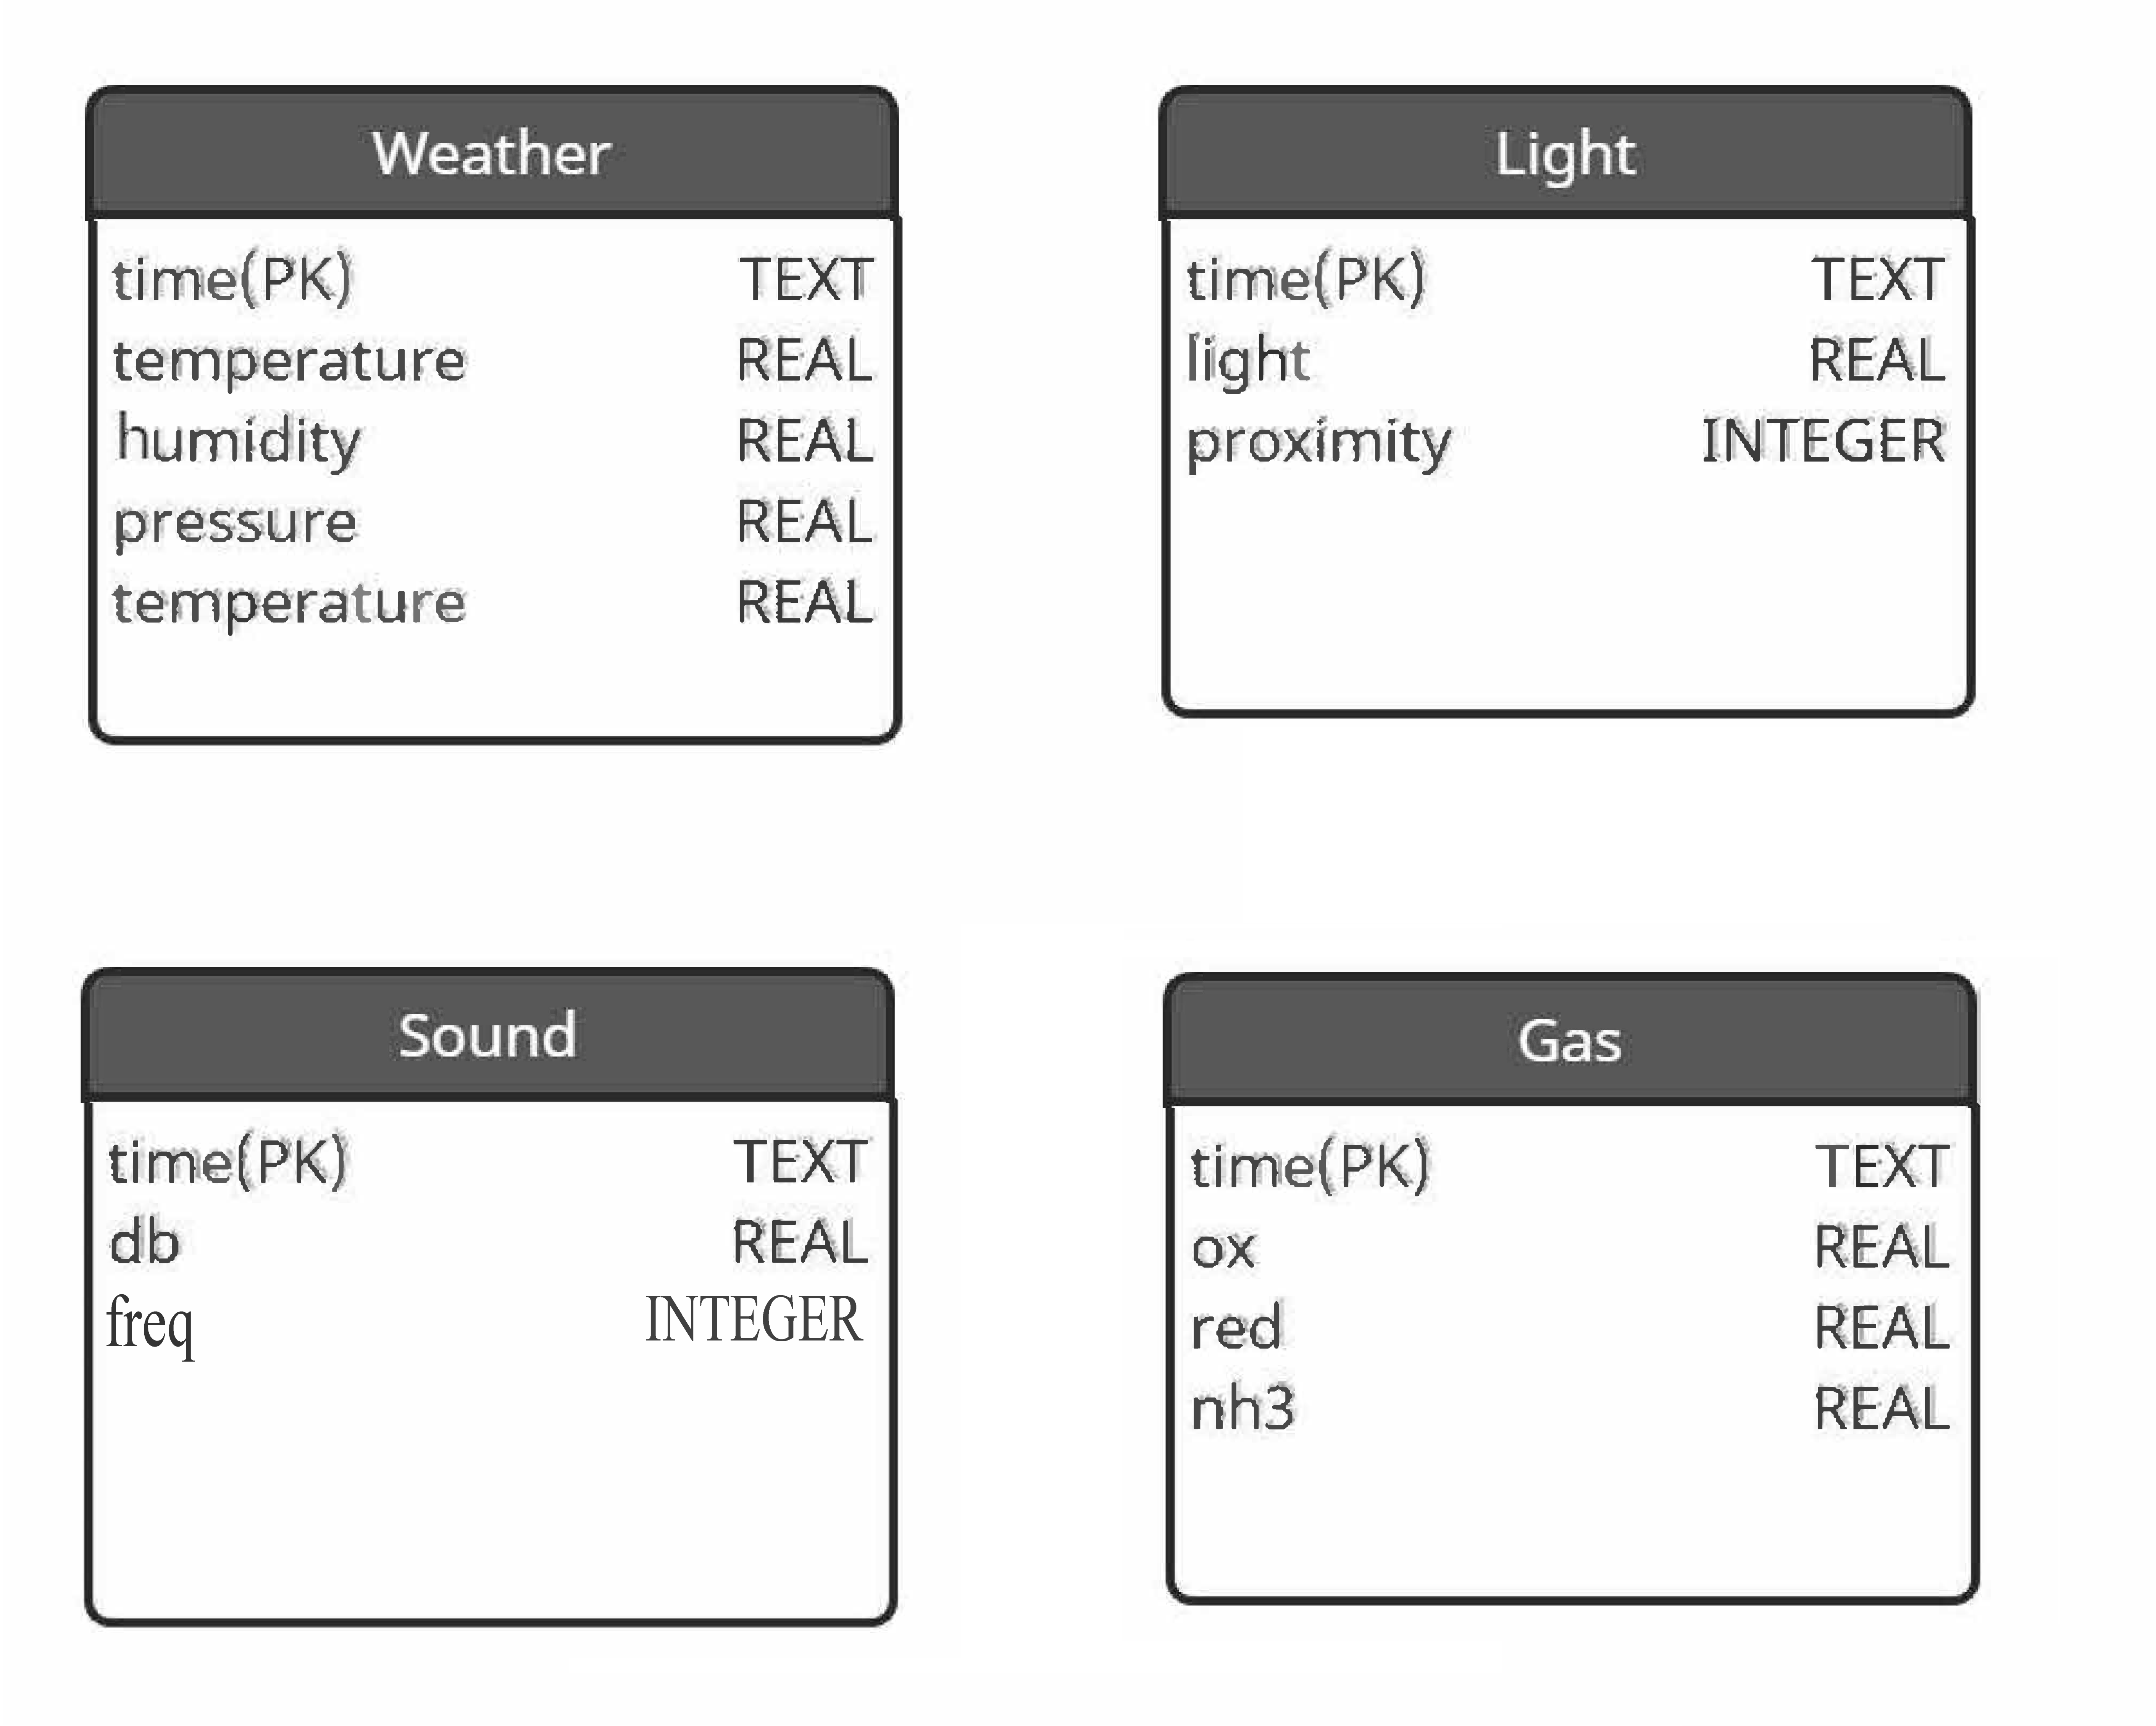 Weather
time(PK) TEXT
temperature REAL
humidity REAL
pressure REAL
temperature REAL
Light
time(PK) TEXT
light REAL
proximity INTEGER
Sound
time(PK) TEXT
db REAL
freq INTEGER
Gas
time(PK) TEXT
ox REAL
red REAL
nh3 REAL